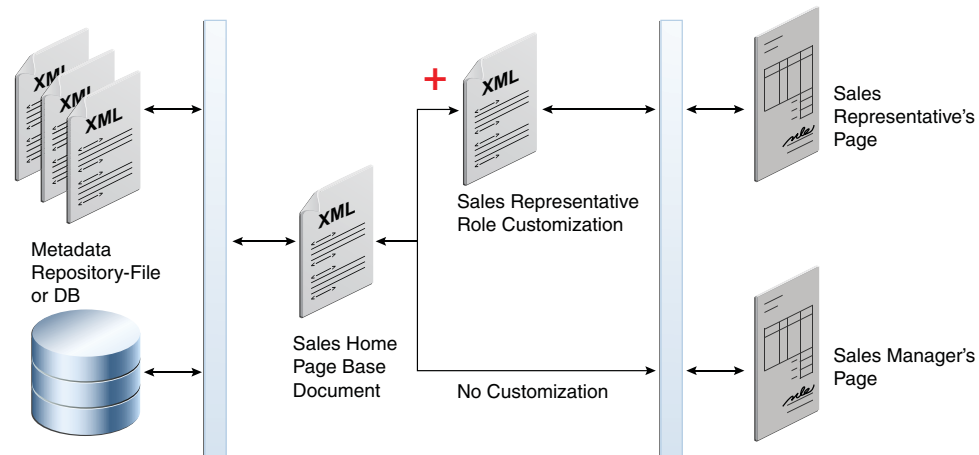 XML
XML
XML
Metadata
Repository-File
or DB
XML
Sales Home
Page Base
Document
+
XML
Sales Representative
Role Customization
No Customization
Sales
Representative's
Page
Sales Manager's
Page